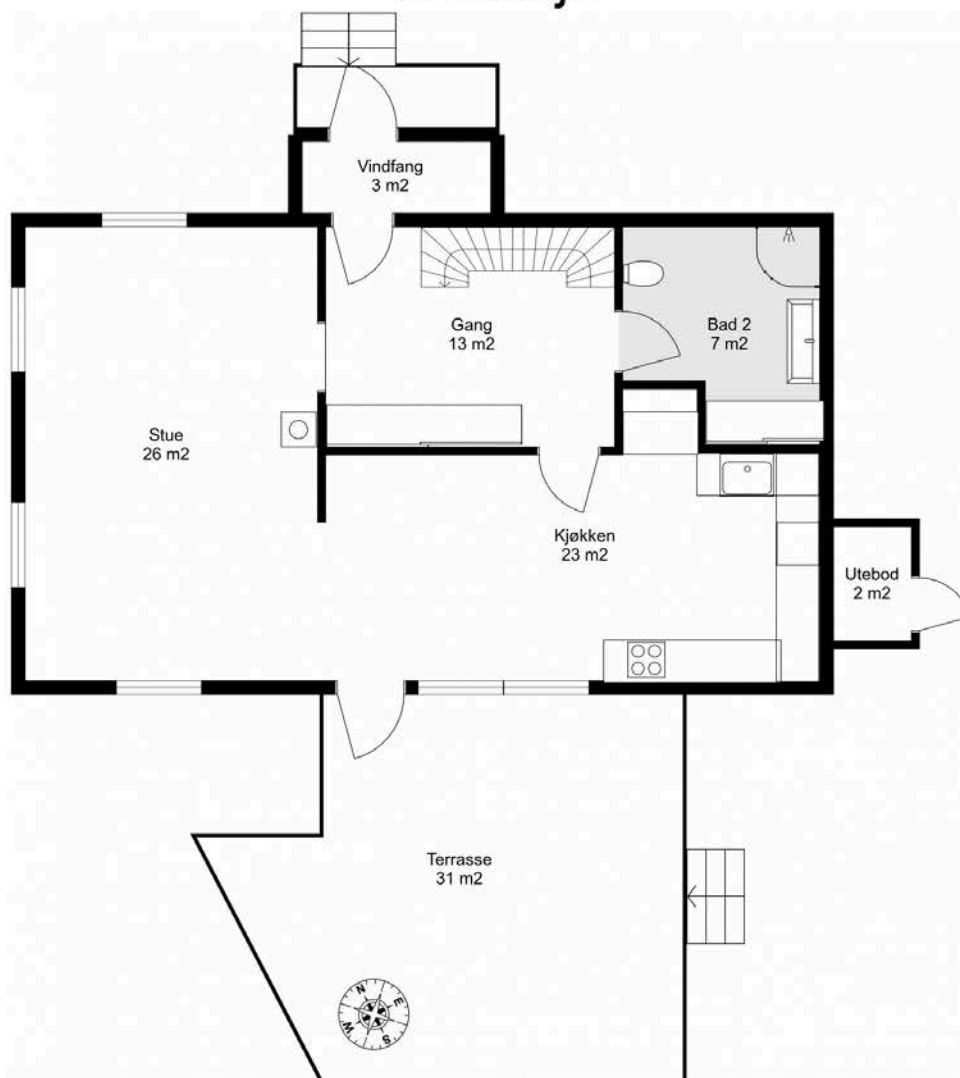 Vindfang
3 m2
Gang
13 m2
Bad 2
7 m2
Stue
26 m2
Kjøkken
23 m2
Utebod
2 m2
Terrasse
31 m2
N
E
W
S